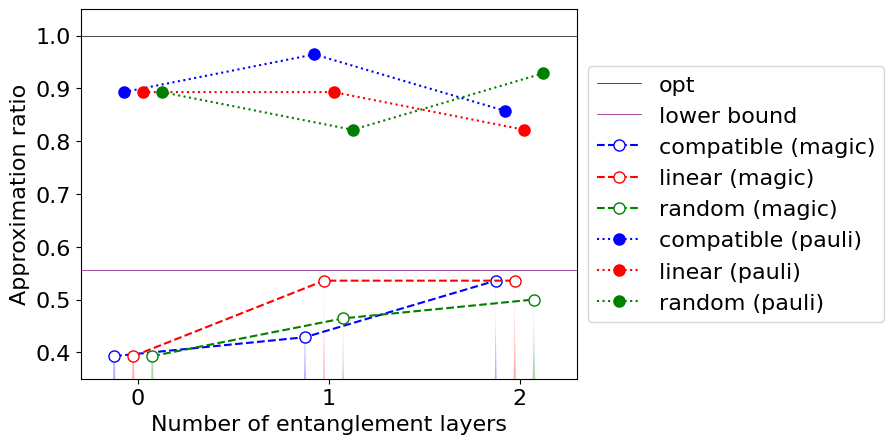 1.0
0.9
0.8
0.7
0.6
0.5
0.4
Approximation ratio
0
1
2
Number of entanglement layers
opt
lower bound
compatible (magic)
linear (magic)
random (magic)
compatible (pauli)
linear (pauli)
random (pauli)